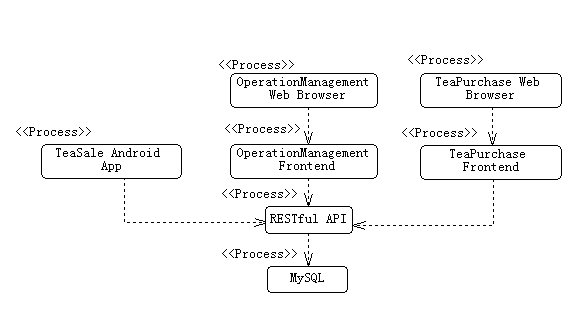 <<Process>>
OperationManagement
Web Browser
<<Process>>
TeaPurchase Web
Browser
<<Process>>
TeaSale Android
App
<<Process>>
OperationManagement
Frontend
<<Process>>
TeaPurchase
Frontend
<<Process>>
RESTful API
<<Process>>
MySQL